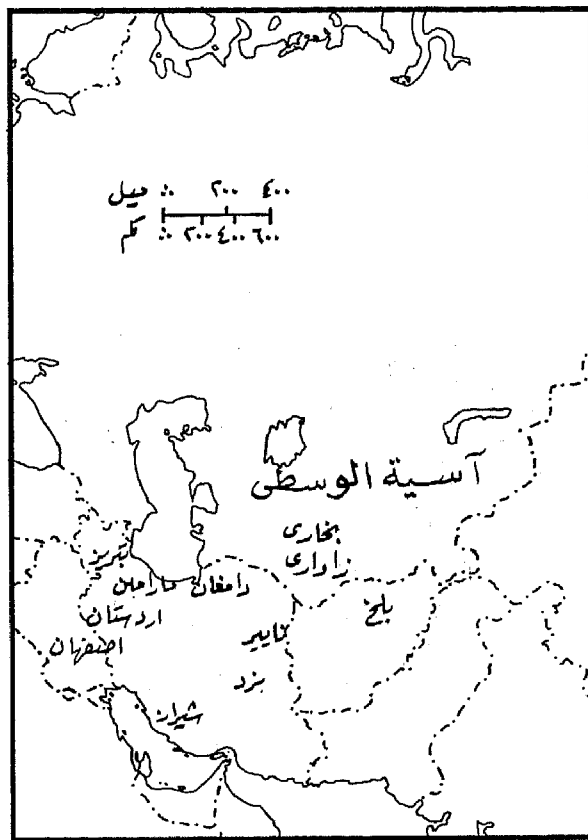 ميل ٠ ٢٠٠ ٤٠٠
كم ٠ ٢٠٠ ٤٠٠ ٦٠٠
آسية الوسطى
بخارى
زاوارى
تبريز
دامغان
بلخ
اردستان
نايير
اصفهان
يزد
شيراز